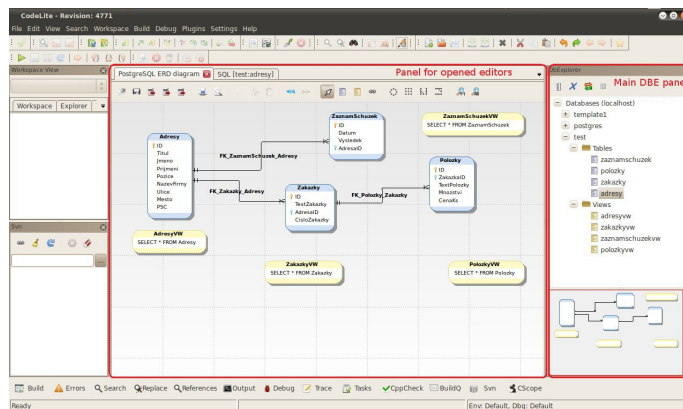 CodeLite - Revision: 4771
File Edit View Search Workspace Build Debug Plugins Settings Help
Workspace View
Workspace Explorer
Svn
PostgreSQL ERD diagram SQL [test:adresy]
Panel for opened editors
Adresy
ID
Titul
Jmeno
Prijmeni
Pozice
NazevFirmy
Ulice
Mesto
PSC
FK_ZaznamSchuzek_Adresy
ZaznamSchuzek
ID
Datum
Vysledek
AdresaID
ZaznamSchuzekVW
SELECT * FROM ZaznamSchuzek
FK_Zakazky_Adresy
Zakazky
ID
TextZakazky
AdresaID
CisloZakazky
FK_Polozky_Zakazky
Polozky
ID
ZakazkaID
TextPolozky
Mnozstvi
CenaKs
AdresyVW
SELECT * FROM Adresy
ZakazkyVW
SELECT * FROM Zakazky
PolozkyVW
SELECT * FROM Polozky
DbExplorer
Main DBE pane
Databases (localhost)
template1
postgres
test
Tables
zaznamschuzek
polozky
zakazky
adresy
Views
adresyvw
zakazkyvw
zaznamschuzekvw
polozkyvw
Build Errors Search Replace References Output Debug Trace Tasks CppCheck BuildQ Svn CScope
Ready
Env: Default, Dbg: Default